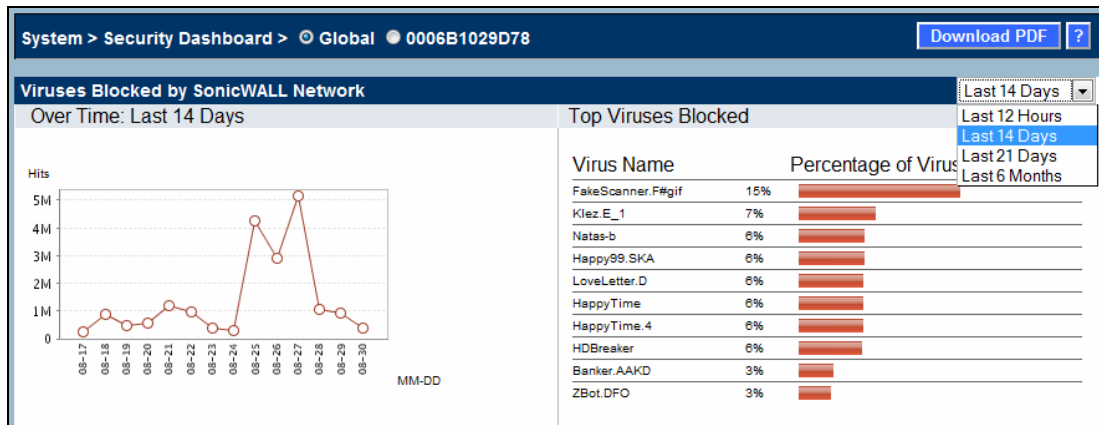 System > Security Dashboard > Global 0006B1029D78
Download PDF ?
Viruses Blocked by SonicWALL Network
Last 14 Days
Last 12 Hours
Last 14 Days
Last 21 Days
Last 6 Months
Over Time: Last 14 Days
Hits
5M
4M
3M
2M
1M
0
08-17
08-18
08-19
08-20
08-21
08-22
08-23
08-24
08-25
08-26
08-27
08-28
08-29
08-30
MM-DD
Top Viruses Blocked
Virus Name Percentage of Virus
FakeScanner.F#gif 15%
Klez.E_1 7%
Natas-b 6%
Happy99.SKA 6%
LoveLetter.D 6%
HappyTime 6%
HappyTime.4 6%
HDBreaker 6%
Banker.AAKD 3%
ZBot.DFO 3%